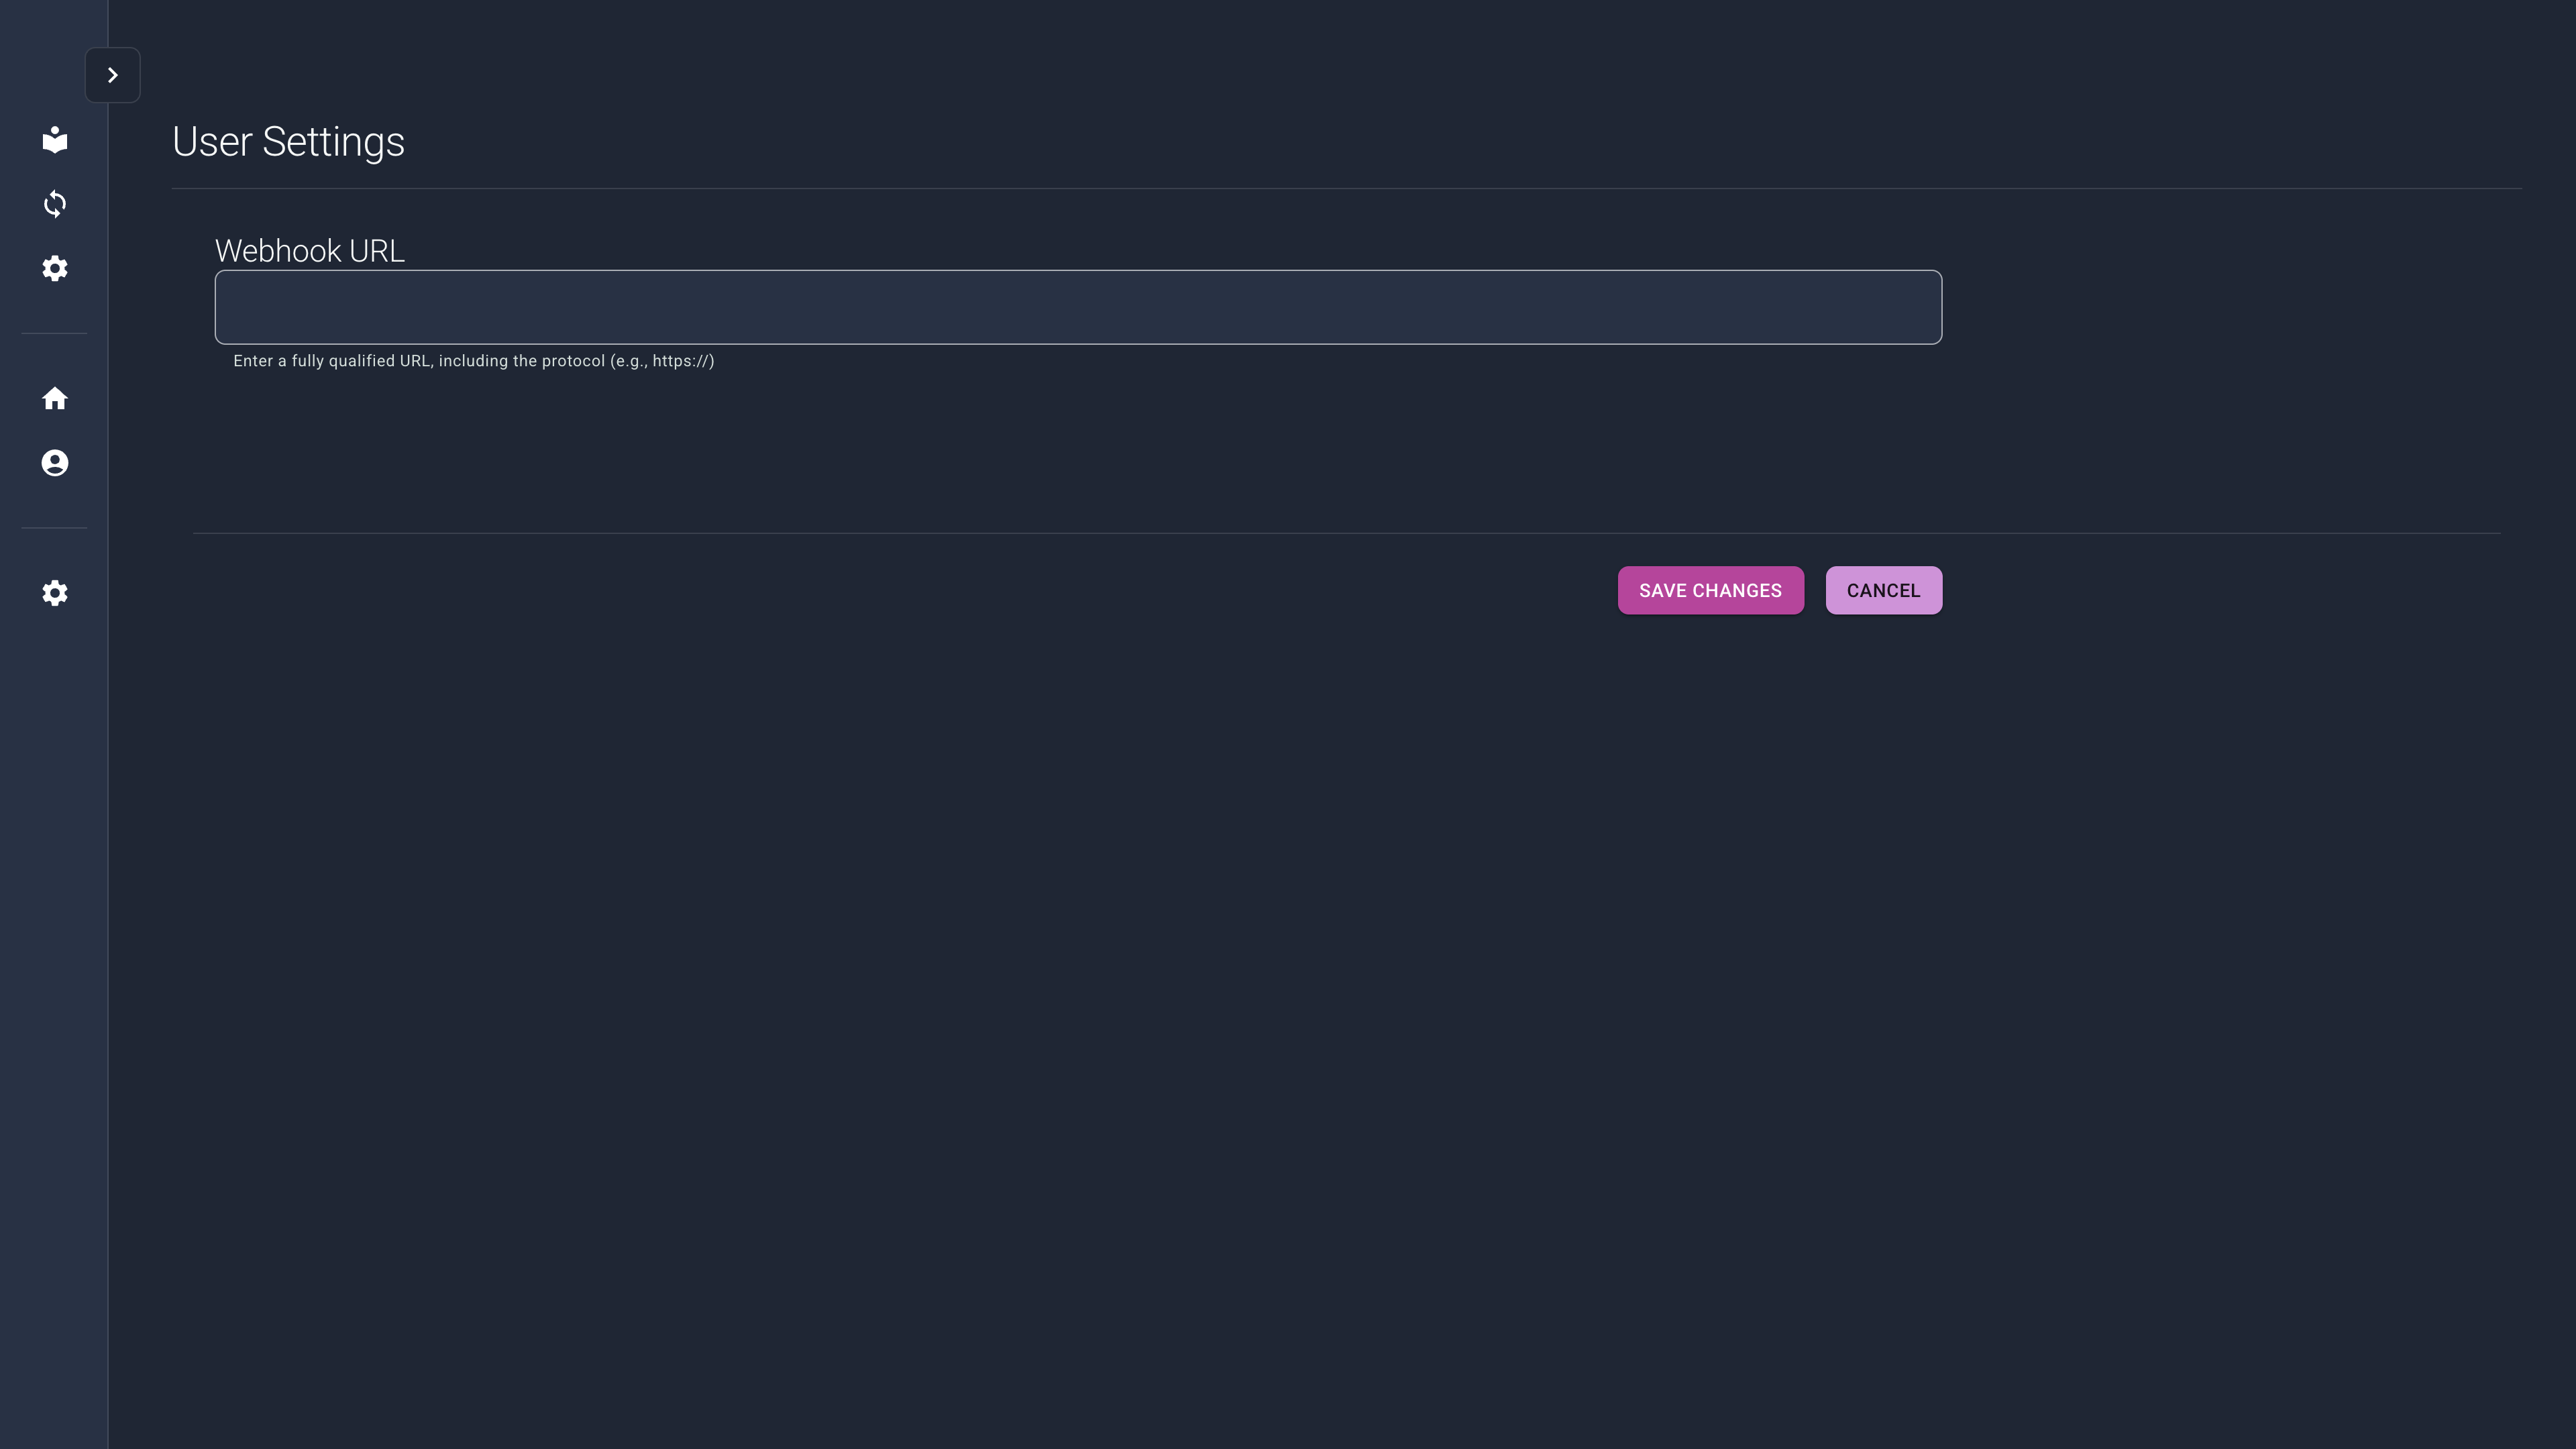 User Settings
Webhook URL
Enter a fully qualified URL, including the protocol (e.g., https://)
SAVE CHANGES
CANCEL